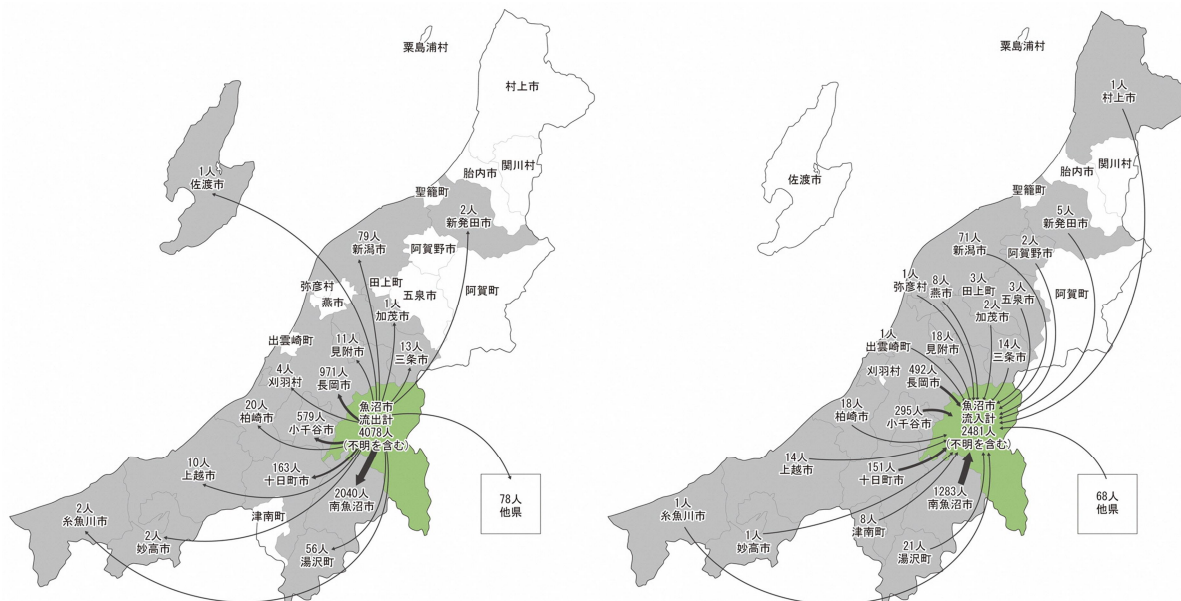 粟島浦村
村上市
関川村
胎内市
1人
佐渡市
聖籠町
2人
新発田市
79人
新潟市
阿賀野市
弥彦村
燕市
田上町
五泉市
阿賀町
1人
加茂市
出雲崎町
11人
見附市
13人
三条市
4人
刈羽村
971人
長岡市
20人
柏崎市
579人
小千谷市
魚沼市
流出計
4078人
(不明を含む)
10人
上越市
163人
十日町市
2040人
南魚沼市
78人
他県
2人
糸魚川市
2人
妙高市
津南町
56人
湯沢町
粟島浦村
1人
村上市
関川村
胎内市
佐渡市
聖籠町
5人
新発田市
71人
新潟市
2人
阿賀野市
1人
弥彦村
8人
燕市
3人
田上町
3人
五泉市
阿賀町
2人
加茂市
1人
出雲崎町
18人
見附市
14人
三条市
刈羽村
492人
長岡市
18人
柏崎市
295人
小千谷市
魚沼市
流入計
2481人
(不明を含む)
14人
上越市
151人
十日町市
1283人
南魚沼市
68人
他県
1人
糸魚川市
1人
妙高市
8人
津南町
21人
湯沢町